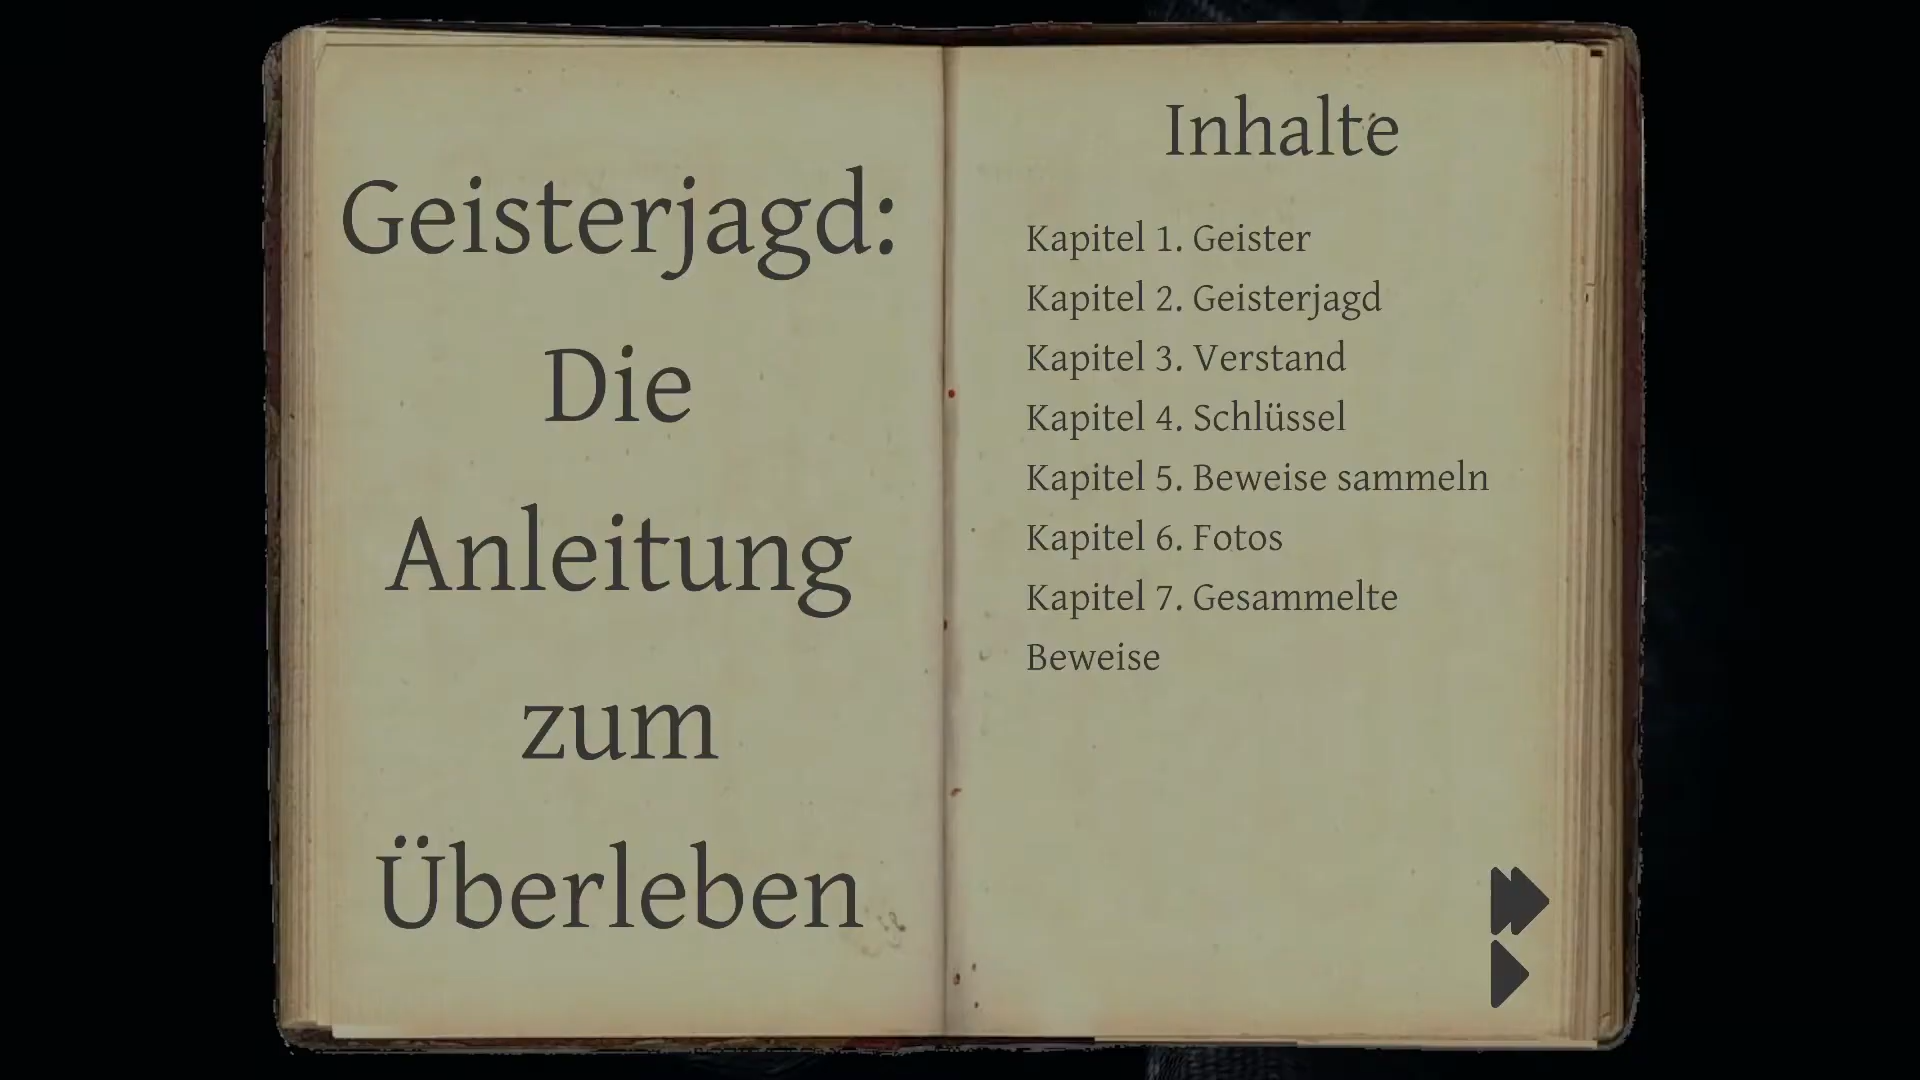 Geisterjagd:
Die
Anleitung
zum
Überleben
Inhalte
Kapitel 1. Geister
Kapitel 2. Geisterjagd
Kapitel 3. Verstand
Kapitel 4. Schlüssel
Kapitel 5. Beweise sammeln
Kapitel 6. Fotos
Kapitel 7. Gesammelte
Beweise